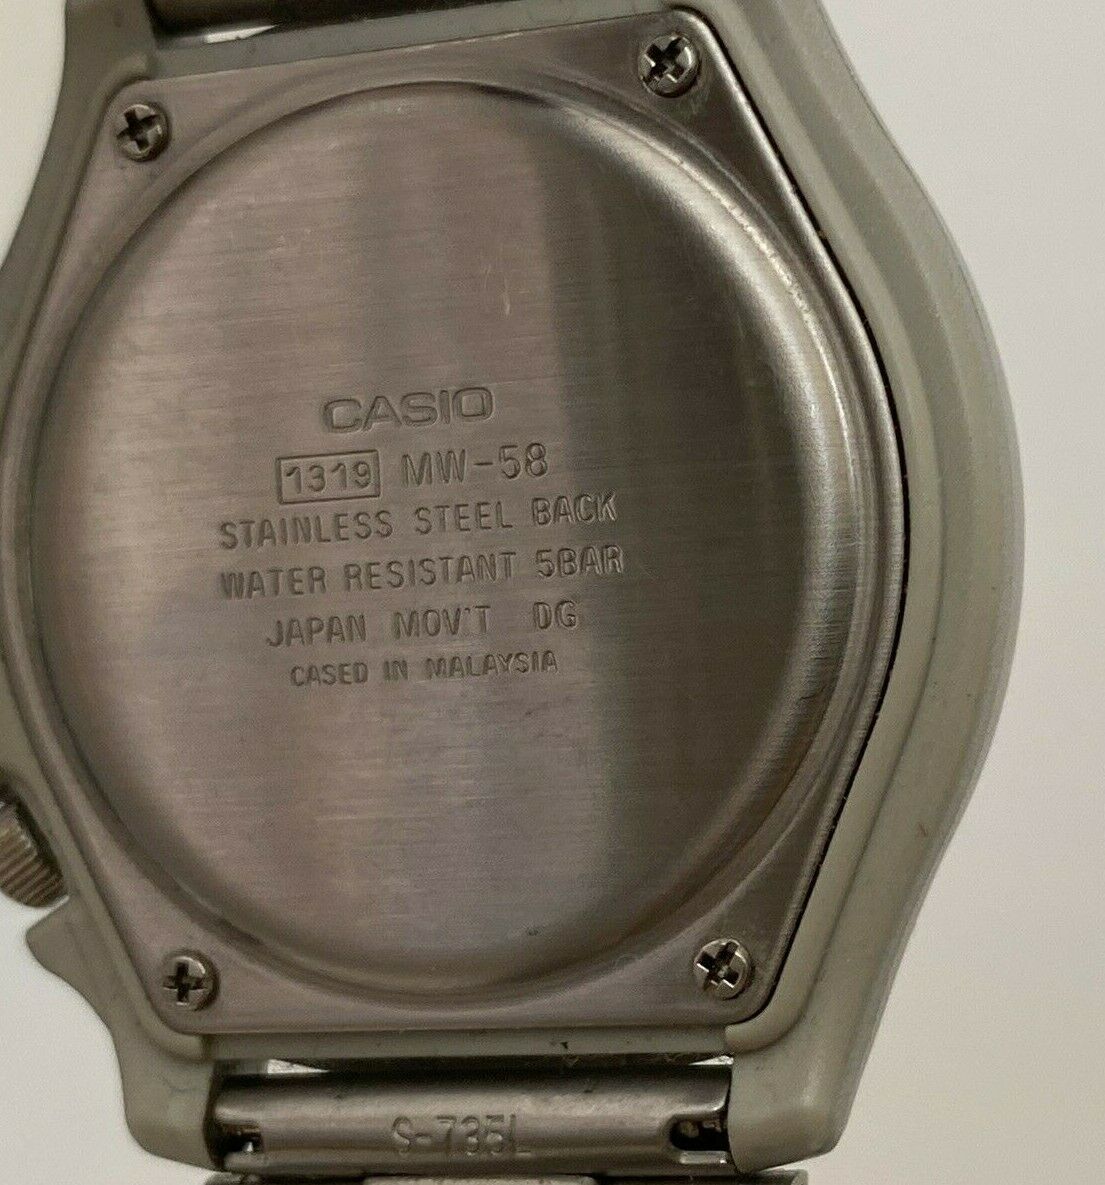 CASIO
1319 MW-58
STAINLESS STEEL BACK
WATER RESISTANT 5BAR
JAPAN MOV'T DG
CASED IN MALAYSIA
S-735L